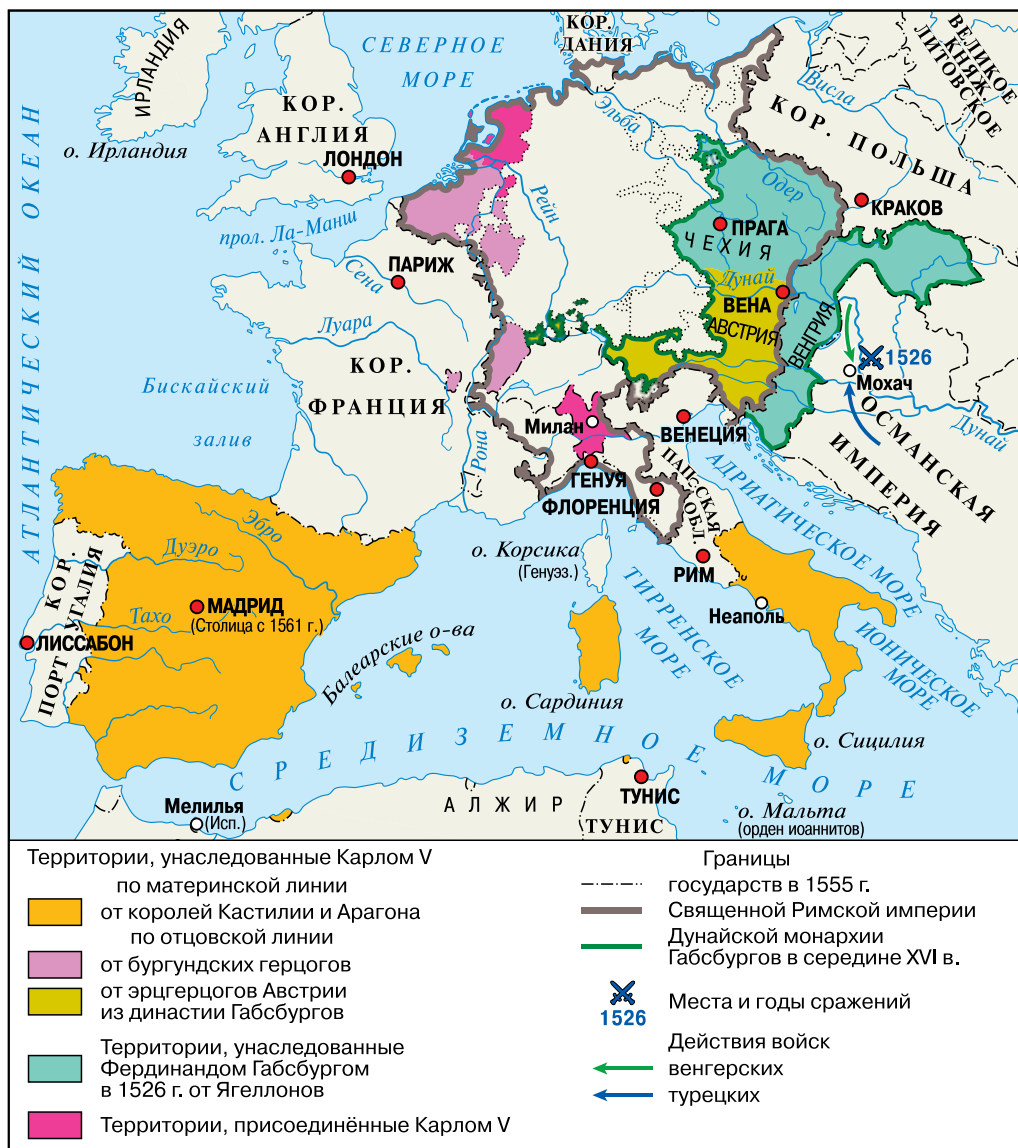 ИРЛАНДИЯ
о. Ирландия
СЕВЕРНОЕ
МОРЕ
КОР.
ДАНИЯ
ВЕЛИКОЕ
КНЯЖ.
ЛИТОВСКОЕ
КОР.
АНГЛИЯ
ЛОНДОН
АТЛАНТИЧЕСКИЙ ОКЕАН
прол. Ла-Манш
Эльба
Висла
Одер
КОР. ПОЛЬША
КРАКОВ
Рейн
ПРАГА
ЧЕХИЯ
ПАРИЖ
Сена
Дунай
ВЕНА
АВСТРИЯ
ВЕНГРИЯ
1526
Мохач
Луара
Бискайский
залив
КОР.
ФРАНЦИЯ
Рона
Милан
ВЕНЕЦИЯ
ГЕНУЯ
ФЛОРЕНЦИЯ
ПАПСКАЯ
ОБЛ.
ОСМАНСКАЯ
ИМПЕРИЯ
Дунай
АДРИАТИЧЕСКОЕ МОРЕ
о. Корсика
(Генуэз.)
РИМ
Неаполь
ТИРРЕНСКОЕ
МОРЕ
ИОНИЧЕСКОЕ
МОРЕ
Эбро
Дуэро
Тахо
МАДРИД
(Столица с 1561 г.)
КОР.
ПОРТУГАЛИЯ
ЛИССАБОН
Балеарские о-ва
о. Сардиния
о. Сицилия
СРЕДИЗЕМНОЕ МОРЕ
Мелилья
(Исп.)
АЛЖИР
ТУНИС
ТУНИС
о. Мальта
(орден иоаннитов)
Территории, унаследованные Карлом V
по материнской линии
от королей Кастилии и Арагона
по отцовской линии
от бургундских герцогов
от эрцгерцогов Австрии
из династии Габсбургов
Территории, унаследованные
Фердинандом Габсбургом
в 1526 г. от Ягеллонов
Территории, присоединённые Карлом V
Границы
государств в 1555 г.
Священной Римской империи
Дунайской монархии
Габсбургов в середине XVI в.
1526
Места и годы сражений
Действия войск
венгерских
турецких